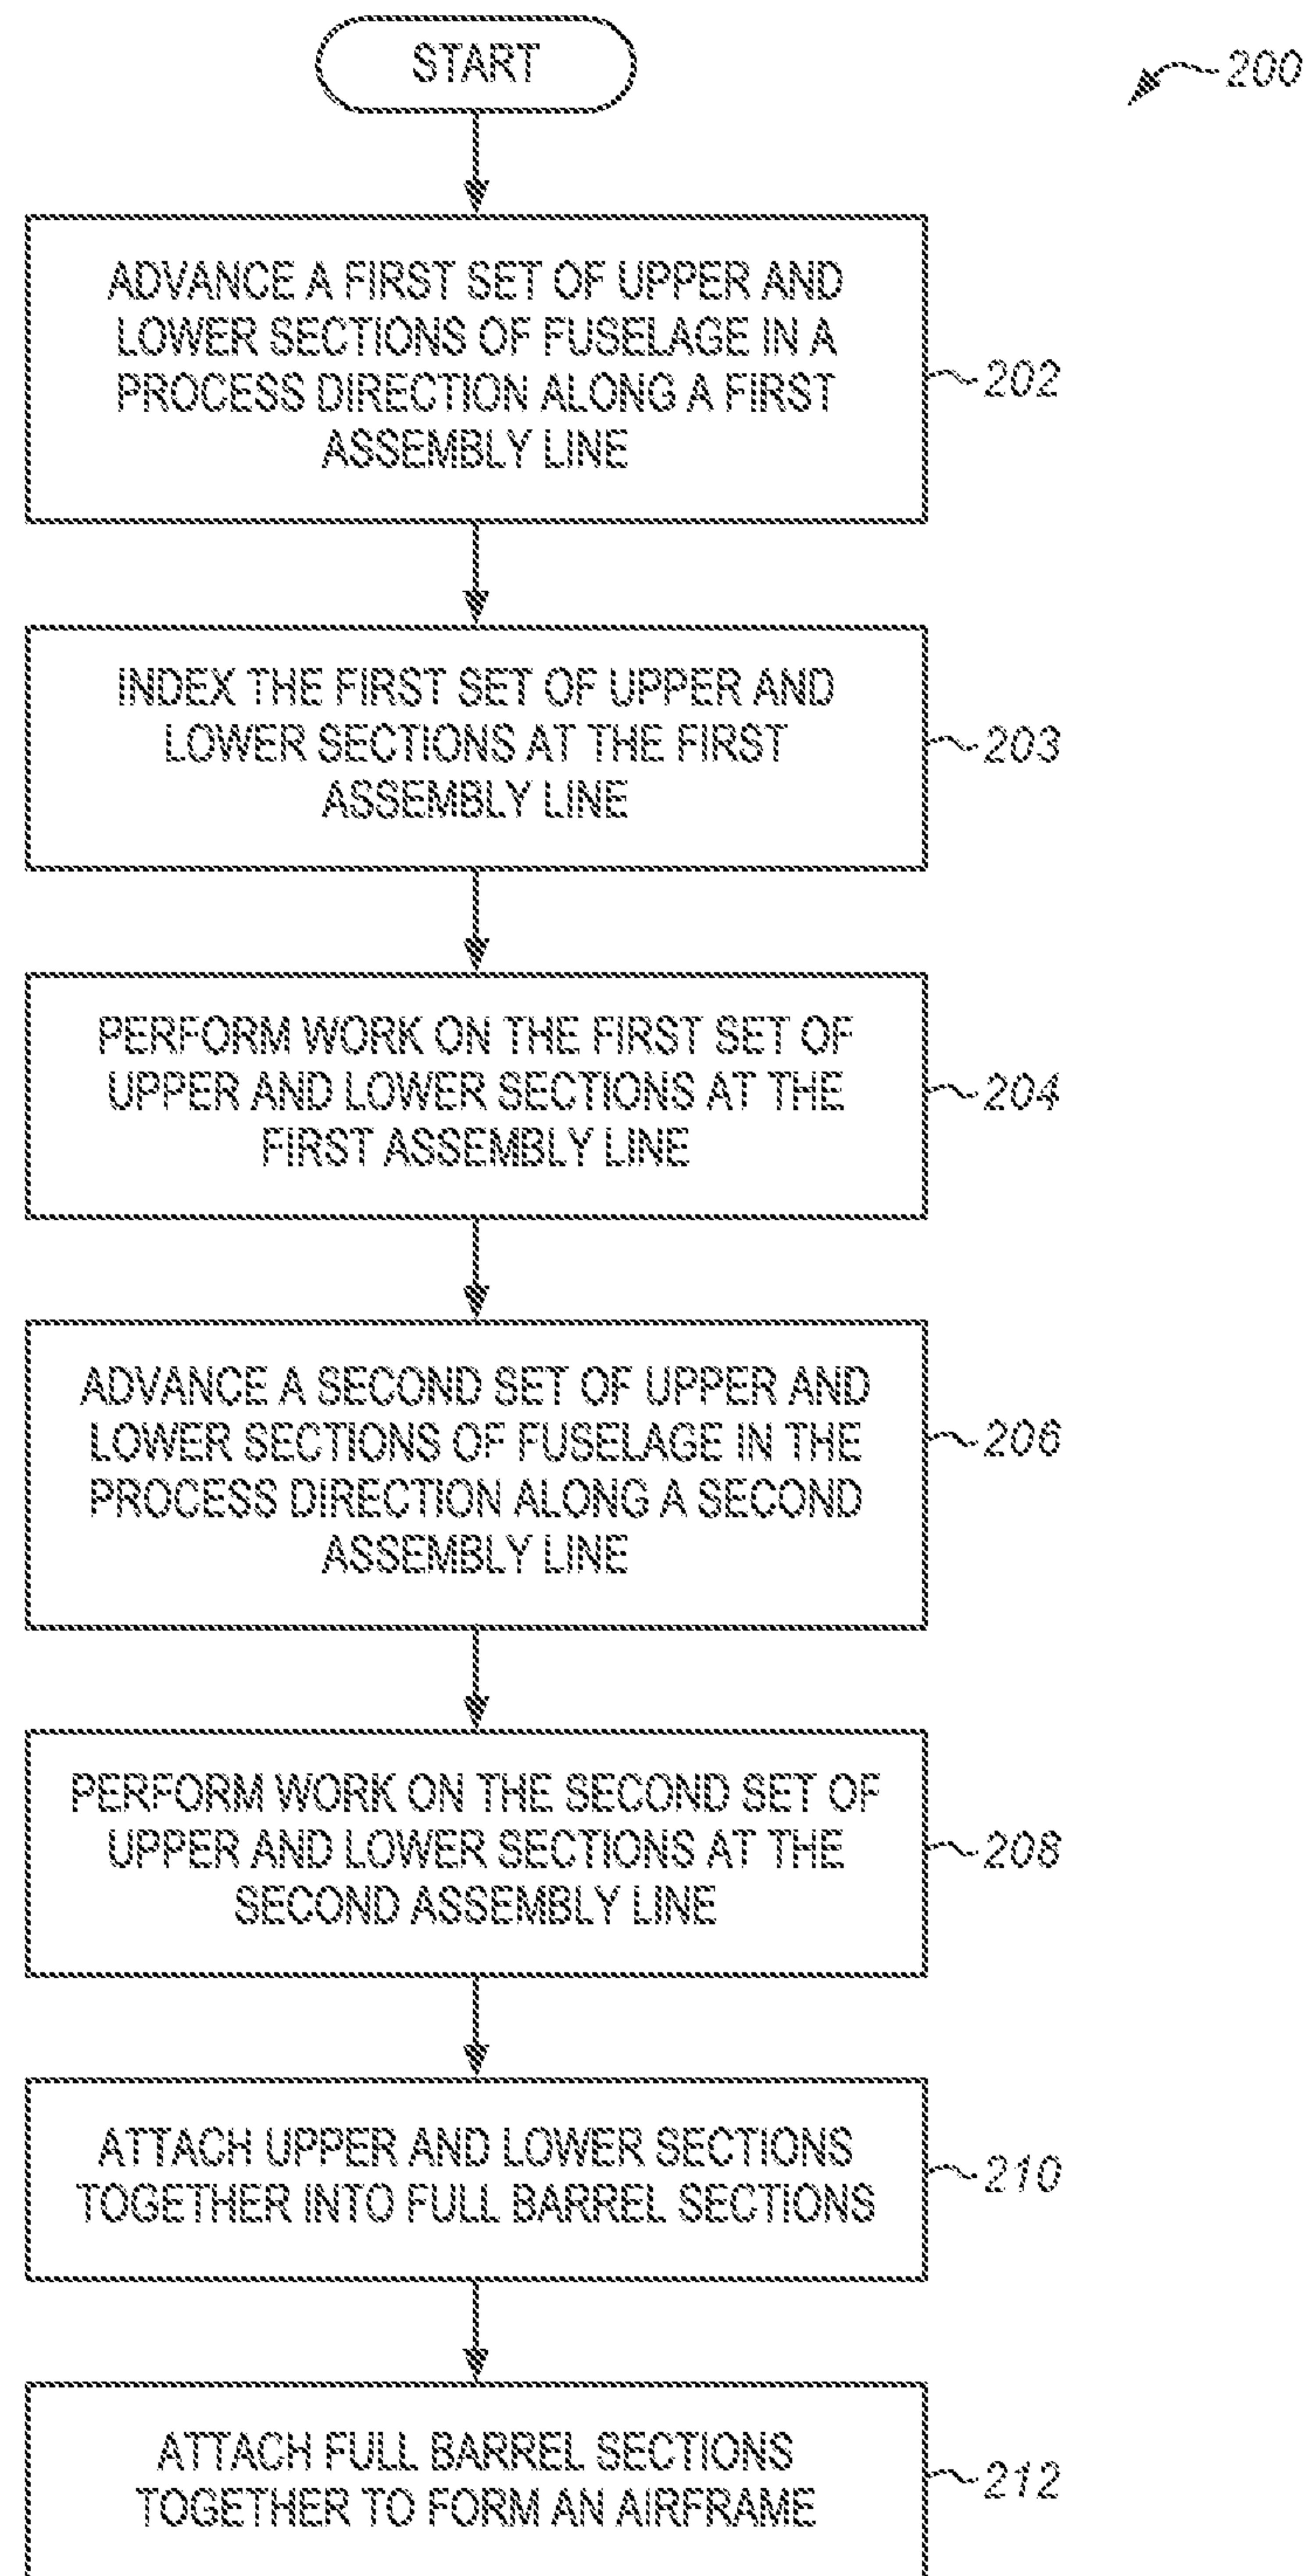 START
200
ADVANCE A FIRST SET OF UPPER AND
LOWER SECTIONS OF FUSELAGE IN A
PROCESS DIRECTION ALONG A FIRST
ASSEMBLY LINE
202
INDEX THE FIRST SET OF UPPER AND
LOWER SECTIONS AT THE FIRST
ASSEMBLY LINE
203
PERFORM WORK ON THE FIRST SET OF
UPPER AND LOWER SECTIONS AT THE
FIRST ASSEMBLY LINE
204
ADVANCE A SECOND SET OF UPPER AND
LOWER SECTIONS OF FUSELAGE IN THE
PROCESS DIRECTION ALONG A SECOND
ASSEMBLY LINE
206
PERFORM WORK ON THE SECOND SET OF
UPPER AND LOWER SECTIONS AT THE
SECOND ASSEMBLY LINE
208
ATTACH UPPER AND LOWER SECTIONS
TOGETHER INTO FULL BARREL SECTIONS
210
ATTACH FULL BARREL SECTIONS
TOGETHER TO FORM AN AIRFRAME
212